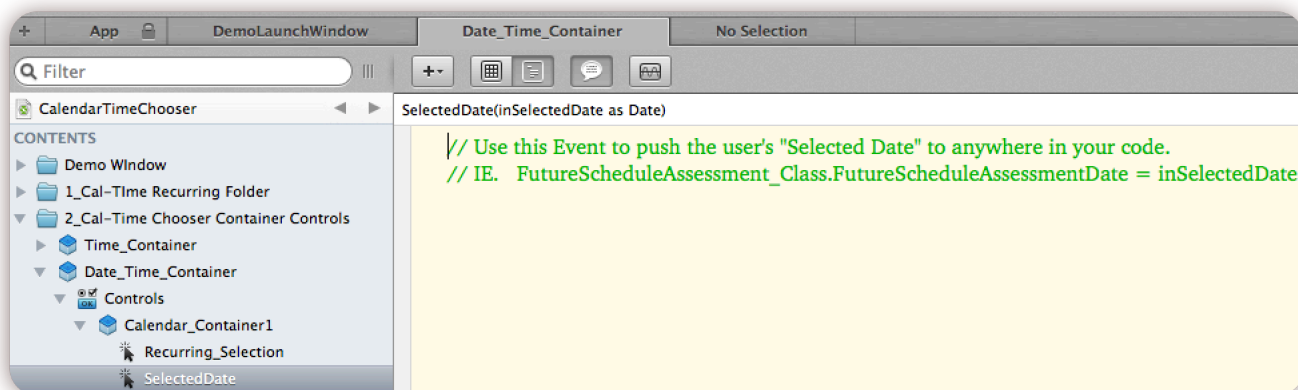 App
DemoLaunchWindow
Date_Time_Container
No Selection
Filter
CalendarTimeChooser
SelectedDate(inSelectedDate as Date)
CONTENTS
Demo WIndow
1_Cal-TIme Recurring Folder
2_Cal-Time Chooser Container Controls
Time_Container
Date_Time_Container
Controls
OK
Calendar_Container1
Recurring_Selection
SelectedDate
// Use this Event to push the user's "Selected Date" to anywhere in your code.
// IE. FutureScheduleAssessment_Class.FutureScheduleAssessmentDate = inSelectedDate